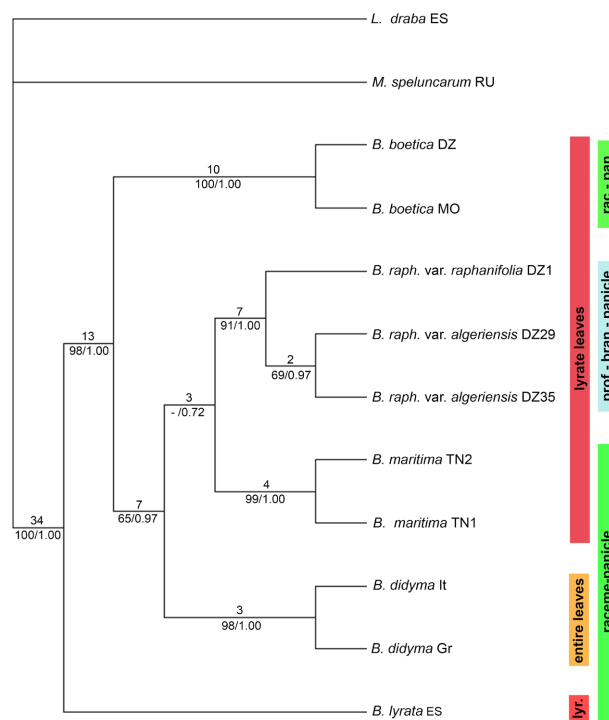 L. draba ES
M. speluncarum RU
B. boetica DZ
10
100/1.00
B. boetica MO
B. raph. var. raphanifolia DZ1
7
91/1.00
B. raph. var. algeriensis DZ29
13
98/1.00
2
69/0.97
B. raph. var. algeriensis DZ35
3
- /0.72
B. maritima TN2
4
99/1.00
7
65/0.97
B. maritima TN1
34
100/1.00
B. didyma It
3
98/1.00
B. didyma Gr
B. lyrata ES
lyrate leaves
entire leaves
lyr.
rac - pan
prof - bran - panicle
raceme-panicle